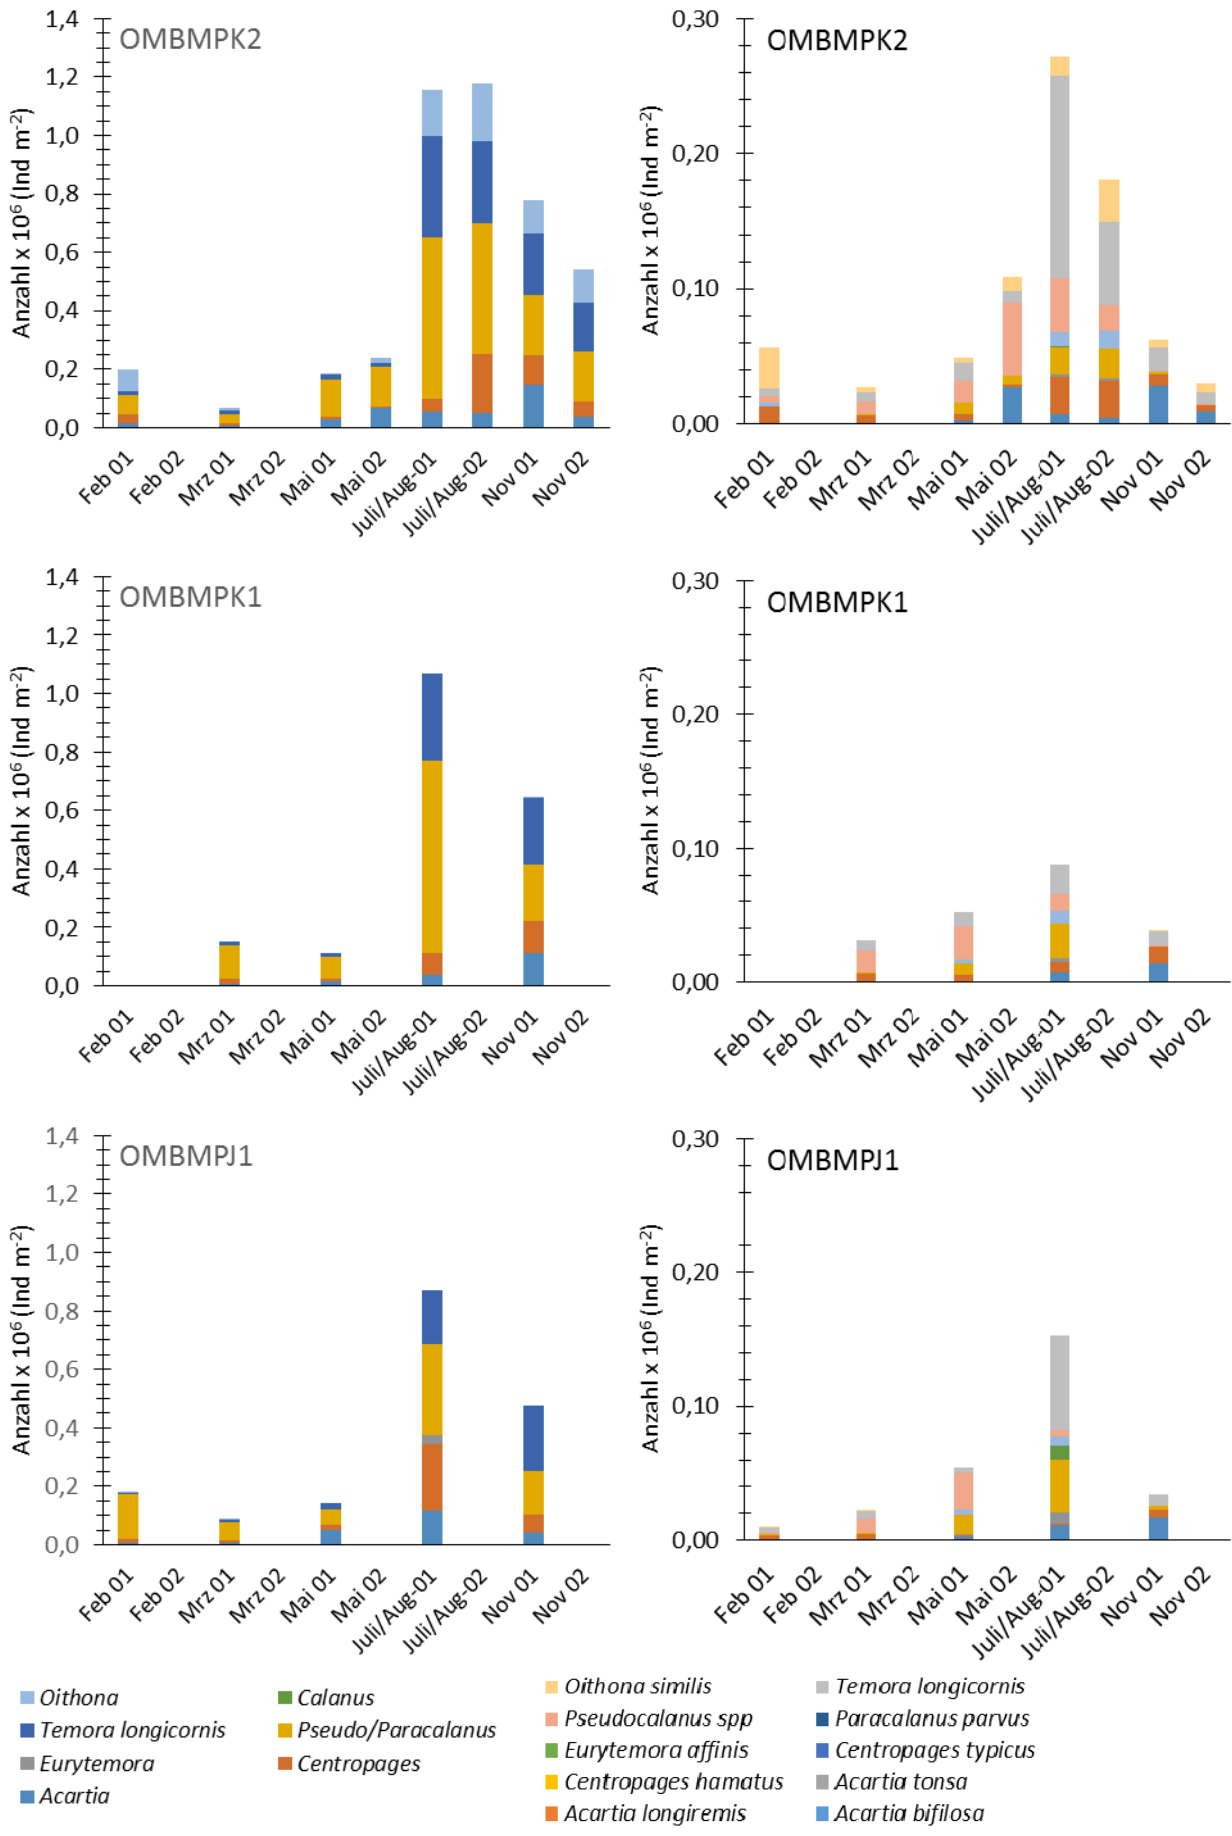 OMBMPK2
Anzahl x 10⁶ (Ind m⁻²)
1,4
1,2
1,0
0,8
0,6
0,4
0,2
0,0
Feb 01
Feb 02
Mrz 01
Mrz 02
Mai 01
Mai 02
Juli/Aug-01
Juli/Aug-02
Nov 01
Nov 02
OMBMPK2
Anzahl x 10⁶ (Ind m⁻²)
0,30
0,20
0,10
0,00
Feb 01
Feb 02
Mrz 01
Mrz 02
Mai 01
Mai 02
Juli/Aug-01
Juli/Aug-02
Nov 01
Nov 02
OMBMPK1
Anzahl x 10⁶ (Ind m⁻²)
1,4
1,2
1,0
0,8
0,6
0,4
0,2
0,0
Feb 01
Feb 02
Mrz 01
Mrz 02
Mai 01
Mai 02
Juli/Aug-01
Juli/Aug-02
Nov 01
Nov 02
OMBMPK1
Anzahl x 10⁶ (Ind m⁻²)
0,30
0,20
0,10
0,00
Feb 01
Feb 02
Mrz 01
Mrz 02
Mai 01
Mai 02
Juli/Aug-01
Juli/Aug-02
Nov 01
Nov 02
OMBMPJ1
Anzahl x 10⁶ (Ind m⁻²)
1,4
1,2
1,0
0,8
0,6
0,4
0,2
0,0
Feb 01
Feb 02
Mrz 01
Mrz 02
Mai 01
Mai 02
Juli/Aug-01
Juli/Aug-02
Nov 01
Nov 02
OMBMPJ1
Anzahl x 10⁶ (Ind m⁻²)
0,30
0,20
0,10
0,00
Feb 01
Feb 02
Mrz 01
Mrz 02
Mai 01
Mai 02
Juli/Aug-01
Juli/Aug-02
Nov 01
Nov 02
Oithona
Calanus
Temora longicornis
Pseudo/Paracalanus
Eurytemora
Centropages
Acartia
Oithona similis
Temora longicornis
Pseudocalanus spp
Paracalanus parvus
Eurytemora affinis
Centropages typicus
Centropages hamatus
Acartia tonsa
Acartia longiremis
Acartia bifilosa